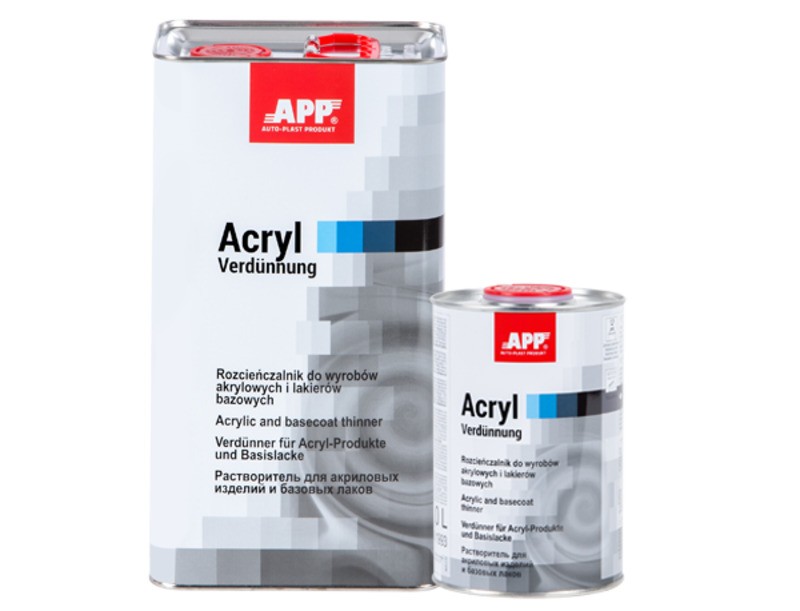 APP®
AUTO-PLAST PRODUKT
Acryl
Verdünnung
Rozcieńczalnik do wyrobów
akrylowych i lakierów
bazowych
Acrylic and basecoat thinner
Verdünner für Acryl-Produkte
und Basislacke
Растворитель для акриловых
изделий и базовых лаков
APP®
AUTO-PLAST PRODUKT
Acryl
Verdünnung
Rozcieńczalnik do wyrobów
akrylowych i lakierów
bazowych
Acrylic and basecoat
thinner
Verdünner für Acryl-Produkte
und Basislacke
Растворитель для
акриловых изделий
и базовых лаков